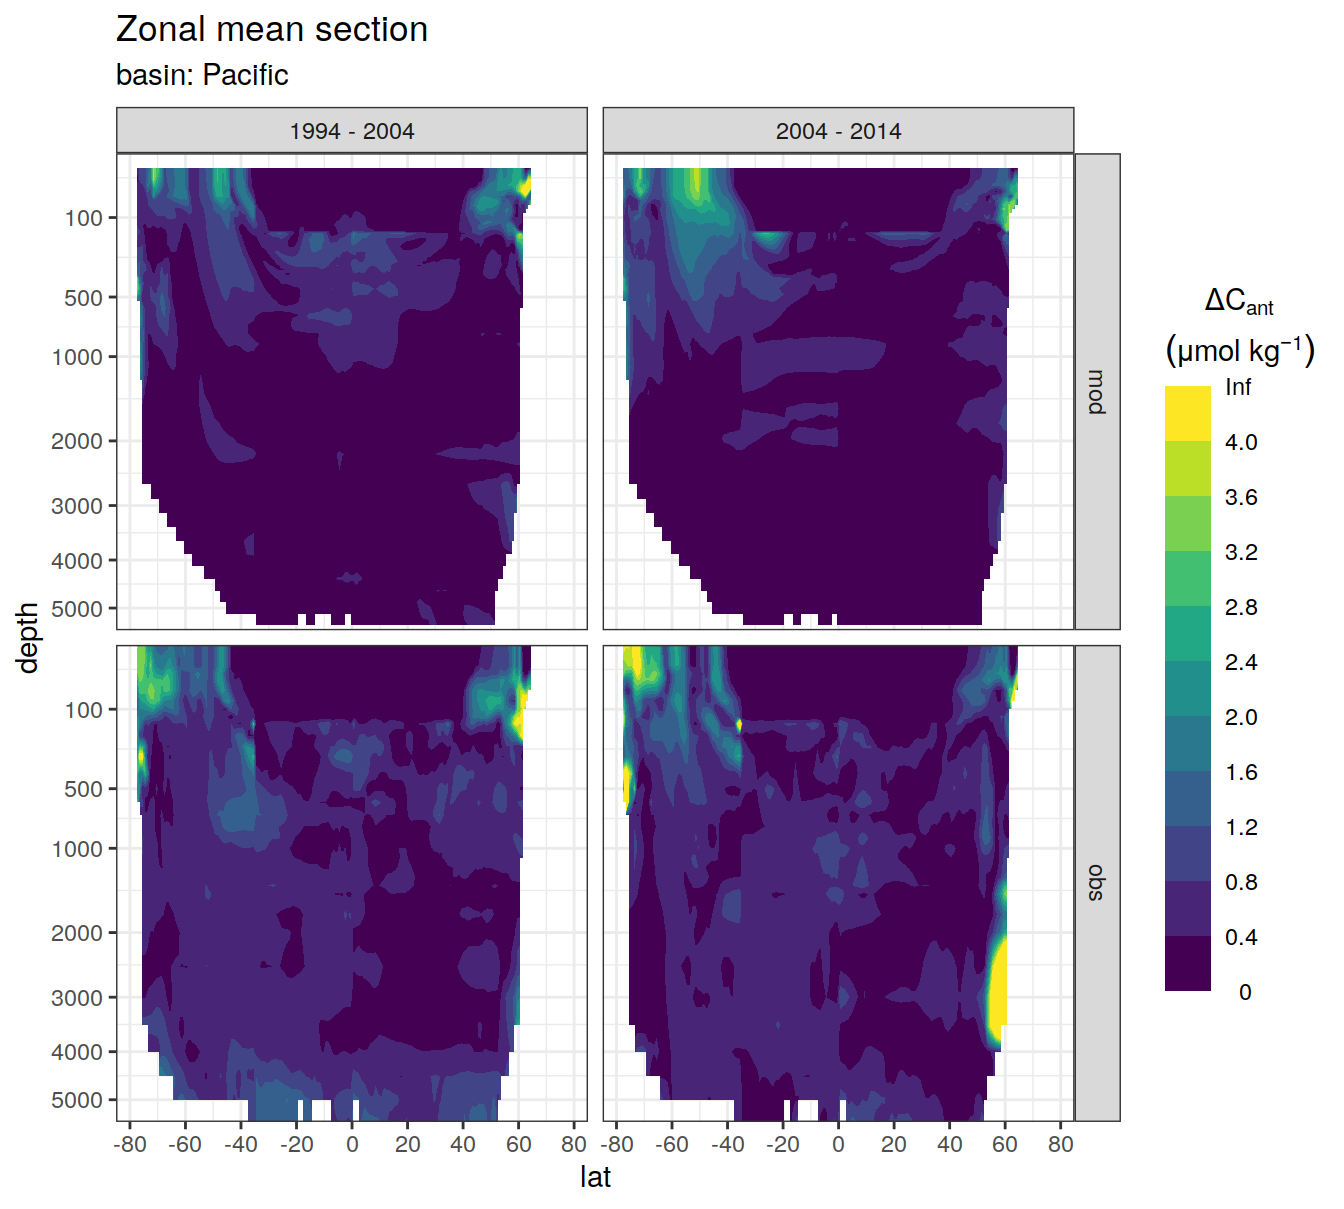 Zonal mean section
basin: Pacific
1994 - 2004
2004 - 2014
mod
obs
depth
100
500
1000
2000
3000
4000
5000
100
500
1000
2000
3000
4000
5000
-80 -60 -40 -20 0 20 40 60 80
-80 -60 -40 -20 0 20 40 60 80
lat
ΔCant
(μmol kg⁻¹)
Inf
4.0
3.6
3.2
2.8
2.4
2.0
1.6
1.2
0.8
0.4
0